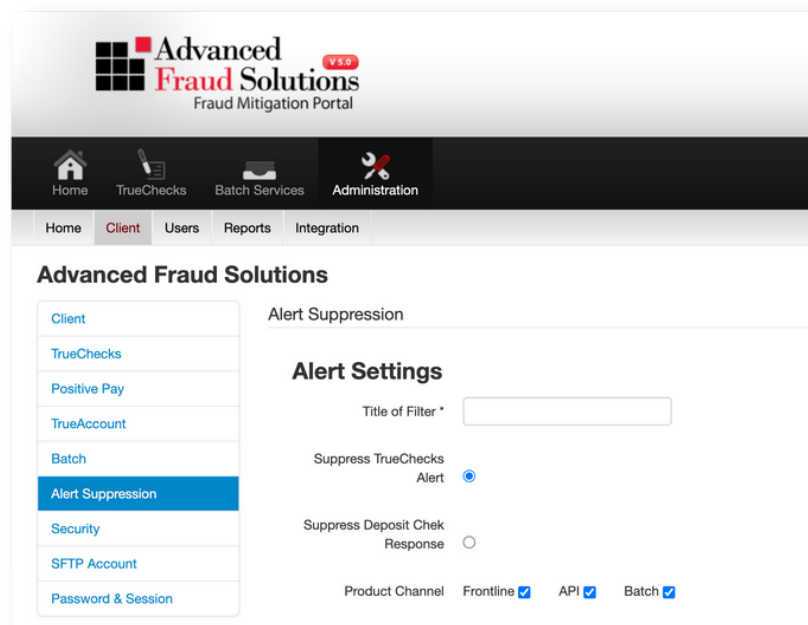 Advanced
V 5.0
Fraud Solutions
Fraud Mitigation Portal
Home TrueChecks Batch Services Administration
Home Client Users Reports Integration
Advanced Fraud Solutions
Client
Alert Suppression
TrueChecks
Alert Settings
Positive Pay
Title of Filter *
TrueAccount
Batch
Suppress TrueChecks
Alert
Alert Suppression
Security
Suppress Deposit Chek
Response
SFTP Account
Password & Session
Product Channel Frontline API Batch